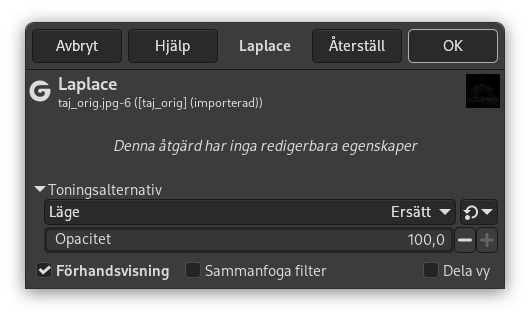 Avbryt Hjälp Laplace Återställ OK
Laplace
taj_orig.jpg-6 ([taj_orig] (importerad))
Denna åtgärd har inga redigerbara egenskaper
Toningsalternativ
Läge Ersätt
Opacitet 100,0
Förhandsvisning Sammanfoga filter Dela vy